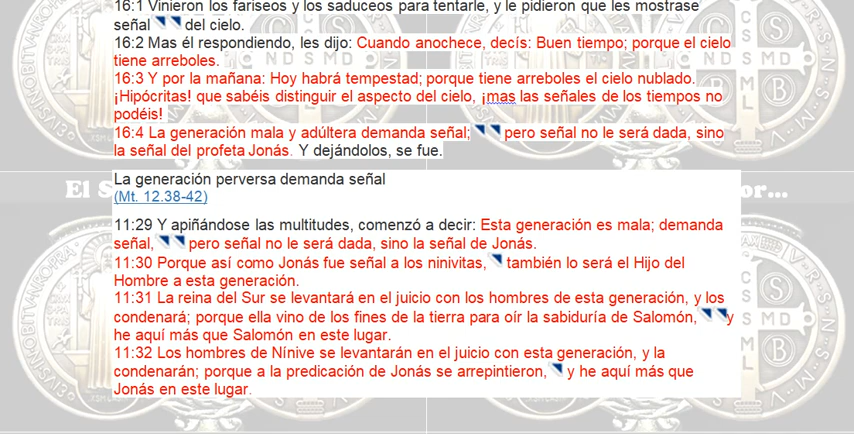 16:1 Vinieron los fariseos y los saduceos para tentarle, y le pidieron que les mostrase
señal del cielo.
16:2 Mas él respondiendo, les dijo: Cuando anochece, decís: Buen tiempo; porque el cielo
tiene arreboles.
16:3 Y por la mañana: Hoy habrá tempestad; porque tiene arreboles el cielo nublado.
¡Hipócritas! que sabéis distinguir el aspecto del cielo, ¡mas las señales de los tiempos no
podéis!
16:4 La generación mala y adúltera demanda señal; pero señal no le será dada, sino
la señal del profeta Jonás. Y dejándolos, se fue.
La generación perversa demanda señal
(Mt. 12.38-42)
11:29 Y apiñándose las multitudes, comenzó a decir: Esta generación es mala; demanda
señal, pero señal no le será dada, sino la señal de Jonás.
11:30 Porque así como Jonás fue señal a los ninivitas, también lo será el Hijo del
Hombre a esta generación.
11:31 La reina del Sur se levantará en el juicio con los hombres de esta generación, y los
condenará; porque ella vino de los fines de la tierra para oír la sabiduría de Salomón, y
he aquí más que Salomón en este lugar.
11:32 Los hombres de Nínive se levantarán en el juicio con esta generación, y la
condenarán; porque a la predicación de Jonás se arrepintieron, y he aquí más que
Jonás en este lugar.